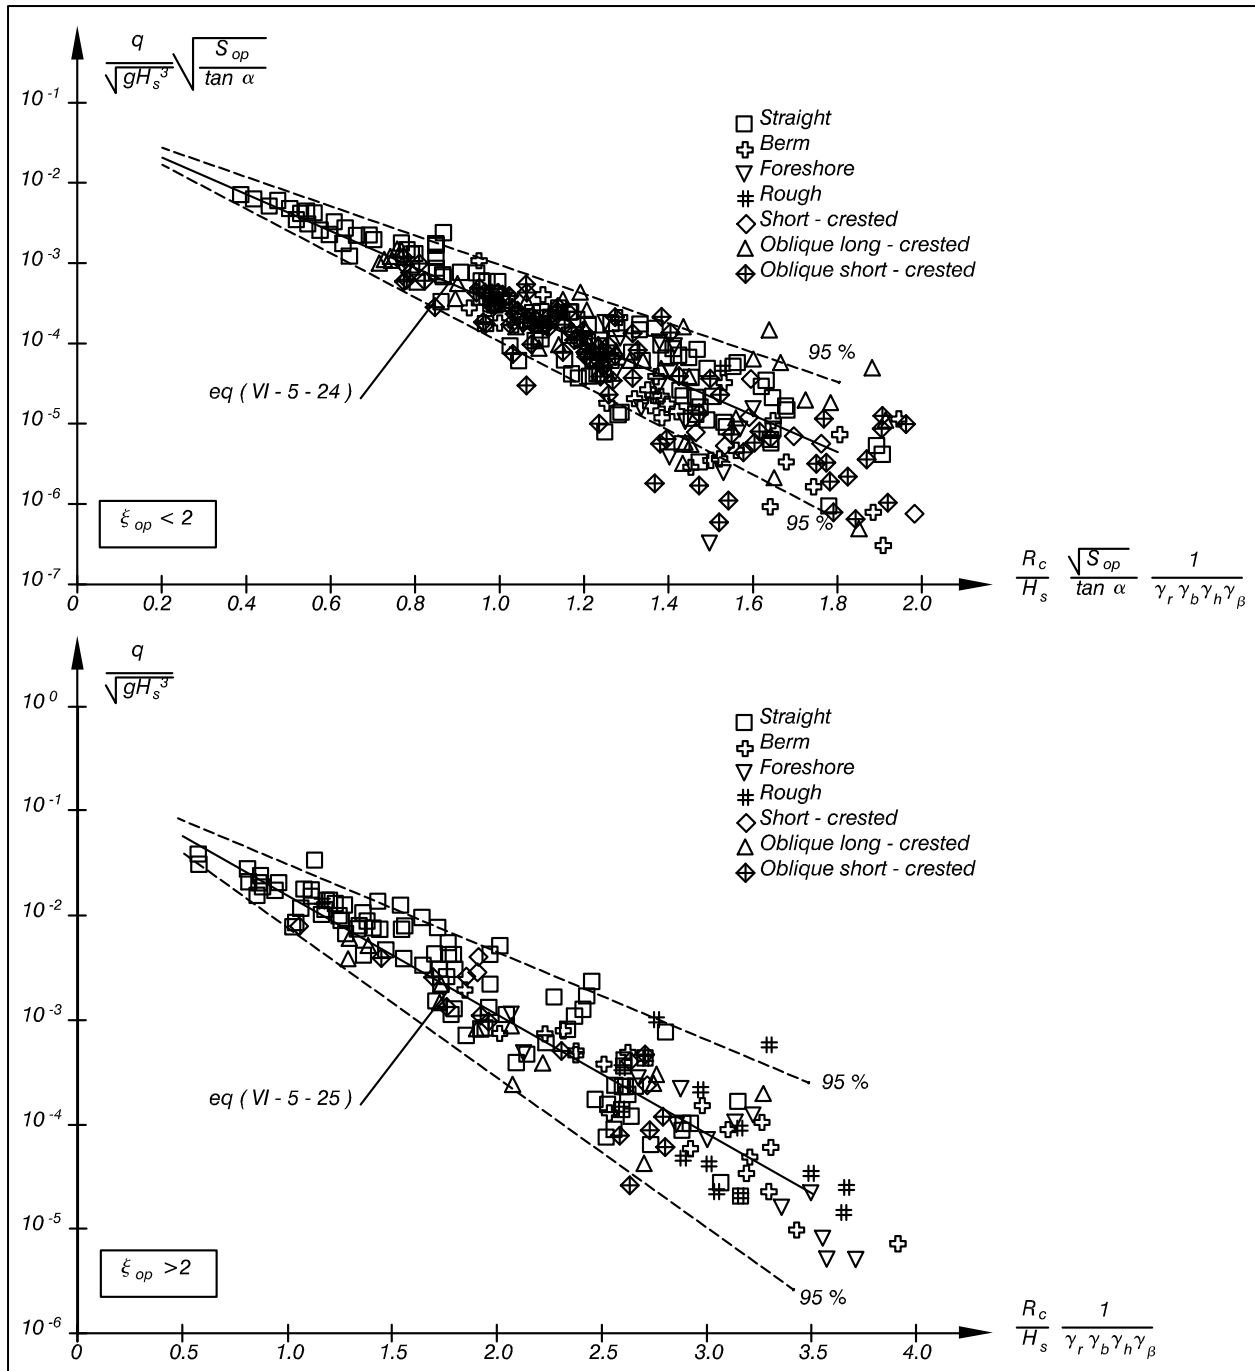 q / √gHs³ √ Sop / tan α
10-1
10-2
10-3
10-4
10-5
10-6
10-7
Straight
Berm
Foreshore
Rough
Short - crested
Oblique long - crested
Oblique short - crested
95 %
eq ( VI - 5 - 24 )
95 %
ξop < 2
0 0.2 0.4 0.6 0.8 1.0 1.2 1.4 1.6 1.8 2.0
Rc / Hs √Sop / tan α 1 / γr γb γh γβ
q / √gHs³
100
10-1
10-2
10-3
10-4
10-5
10-6
Straight
Berm
Foreshore
Rough
Short - crested
Oblique long - crested
Oblique short - crested
95 %
eq ( VI - 5 - 25 )
95 %
ξop >2
0 0.5 1.0 1.5 2.0 2.5 3.0 3.5 4.0
Rc / Hs 1 / γr γb γh γβ